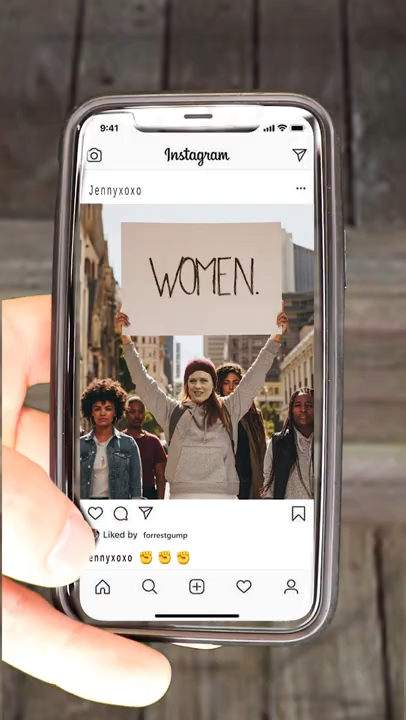 9:41
Instagram
Jennyxoxo
WOMEN.
Liked by forrestgump
ennyxoxo ✊ ✊ ✊